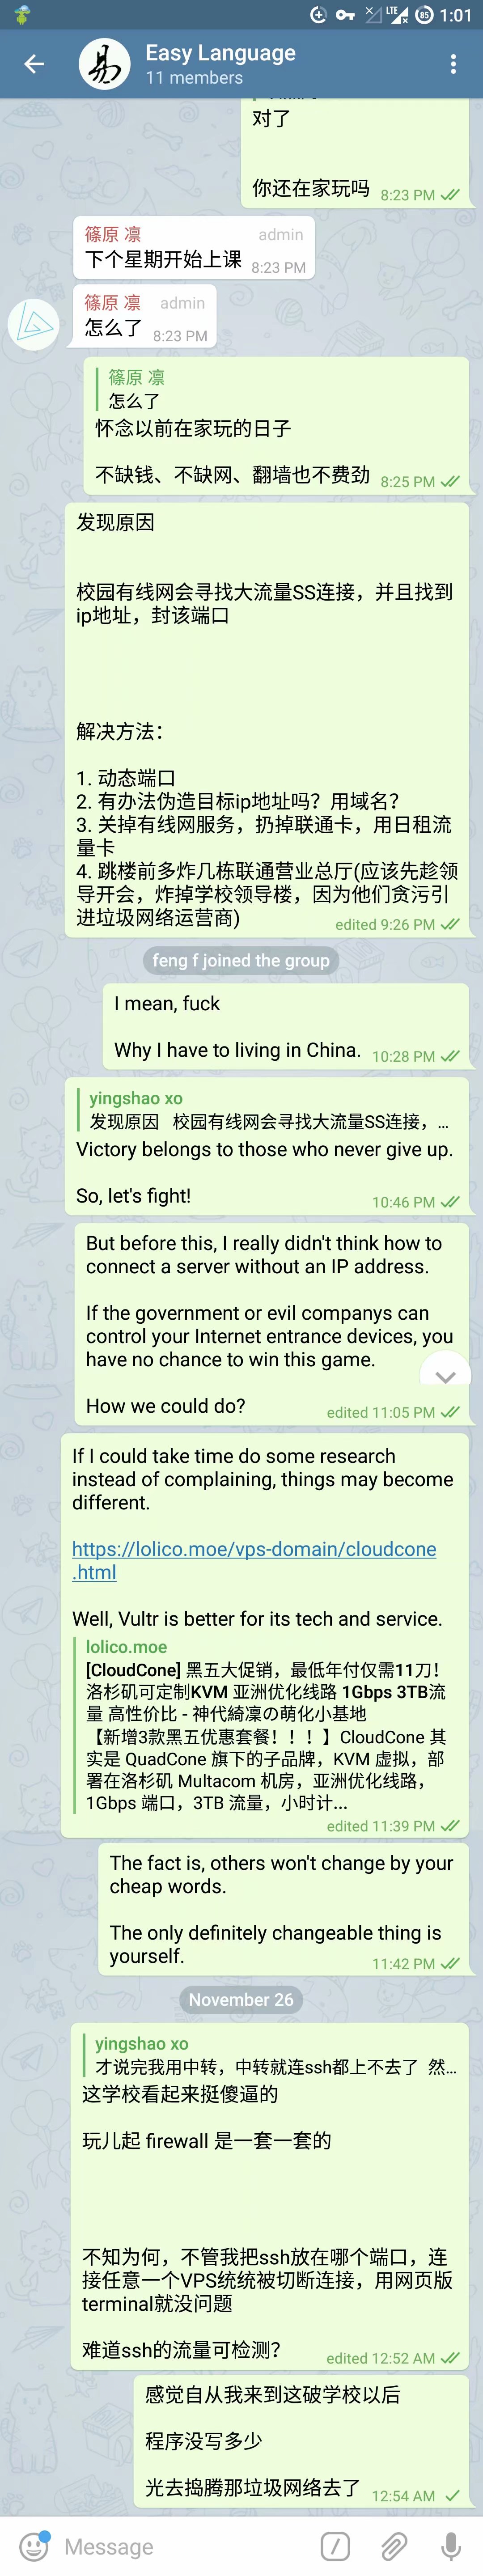 LTE
85
1:01
易
Easy Language
11 members
对了
你还在家玩吗
8:23 PM
篠原 凛
admin
下个星期开始上课
8:23 PM
篠原 凛
admin
怎么了
8:23 PM
篠原 凛
怎么了
怀念以前在家玩的日子
不缺钱、不缺网、翻墙也不费劲
8:25 PM
发现原因
校园有线网会寻找大流量SS连接，并且找到
ip地址，封该端口
解决方法：
1. 动态端口
2. 有办法伪造目标ip地址吗？用域名？
3. 关掉有线网服务，扔掉联通卡，用日租流
量卡
4. 跳楼前多炸几栋联通营业总厅(应该先趁领
导开会，炸掉学校领导楼，因为他们贪污引
进垃圾网络运营商)
edited 9:26 PM
feng f joined the group
I mean, fuck
Why I have to living in China.
10:28 PM
yingshao xo
发现原因 校园有线网会寻找大流量SS连接，...
Victory belongs to those who never give up.
So, let's fight!
10:46 PM
But before this, I really didn't think how to
connect a server without an IP address.
If the government or evil companys can
control your Internet entrance devices, you
have no chance to win this game.
How we could do?
edited 11:05 PM
If I could take time do some research
instead of complaining, things may become
different.
https://lolico.moe/vps-domain/cloudcone
.html
Well, Vultr is better for its tech and service.
lolico.moe
[CloudCone] 黑五大促销，最低年付仅需11刀！
洛杉矶可定制KVM 亚洲优化线路 1Gbps 3TB流
量 高性价比 - 神代綺凜の萌化小基地
【新增3款黑五优惠套餐！！！】CloudCone 其
实是 QuadCone 旗下的子品牌，KVM 虚拟，部
署在洛杉矶 Multacom 机房，亚洲优化线路，
1Gbps 端口，3TB 流量，小时计...
edited 11:39 PM
The fact is, others won't change by your
cheap words.
The only definitely changeable thing is
yourself.
11:42 PM
November 26
yingshao xo
才说完我用中转，中转就连ssh都上不去了 然...
这学校看起来挺傻逼的
玩儿起 firewall 是一套一套的
不知为何，不管我把ssh放在哪个端口，连
接任意一个VPS统统被切断连接，用网页版
terminal就没问题
难道ssh的流量可检测？
edited 12:52 AM
感觉自从我来到这破学校以后
程序没写多少
光去捣腾那垃圾网络去了
12:54 AM
Message